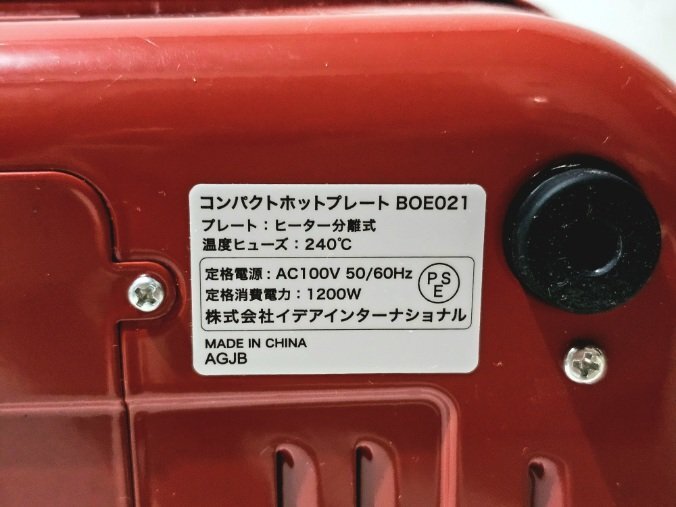 コンパクトホットプレート BOE021
プレート：ヒーター分離式
温度ヒューズ：240℃
定格電源：AC100V 50/60Hz
定格消費電力：1200W
PSE
株式会社イデアインターナショナル
MADE IN CHINA
AGJB